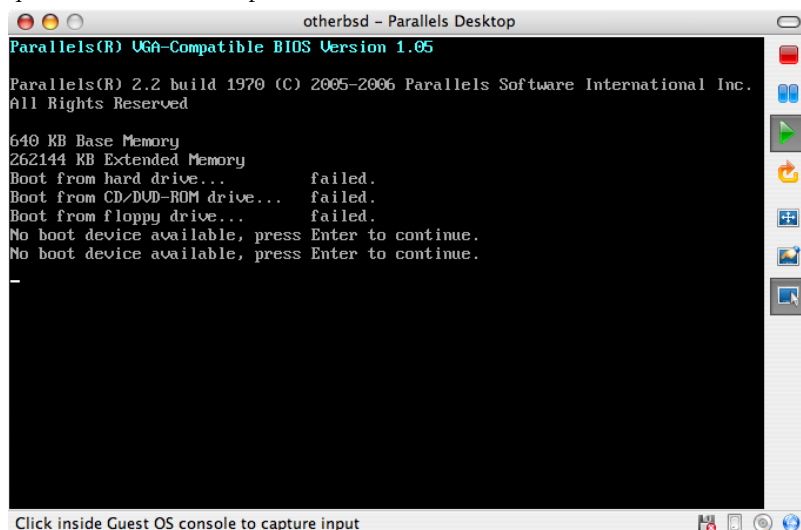 otherbsd – Parallels Desktop
Parallels(R) VGA-Compatible BIOS Version 1.05
Parallels(R) 2.2 build 1970 (C) 2005-2006 Parallels Software International Inc.
All Rights Reserved
640 KB Base Memory
262144 KB Extended Memory
Boot from hard drive... failed.
Boot from CD/DVD-ROM drive... failed.
Boot from floppy drive... failed.
No boot device available, press Enter to continue.
No boot device available, press Enter to continue.
Click inside Guest OS console to capture input